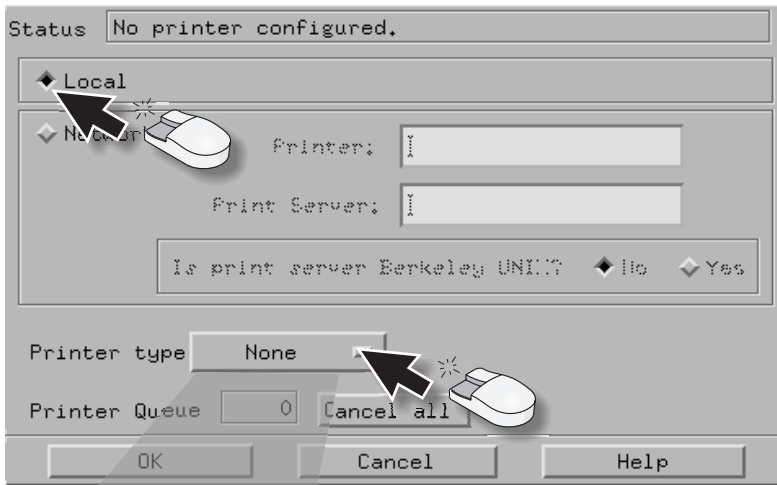 Status No printer configured.
Local
Network
Printer:
Print Server:
Is print server Berkeley UNIX? No Yes
Printer type None
Printer Queue 0 Cancel all
OK Cancel Help